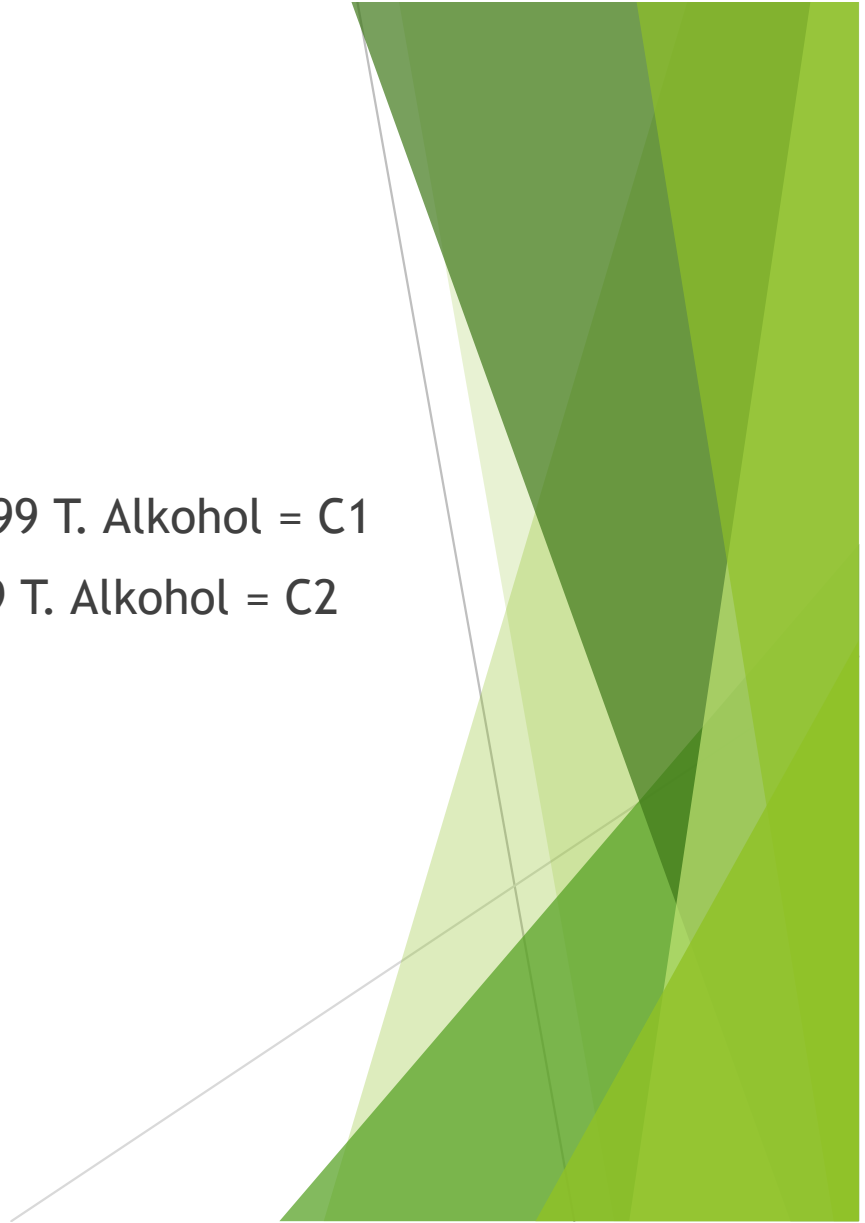 99 T. Alkohol = C1
9 T. Alkohol = C2